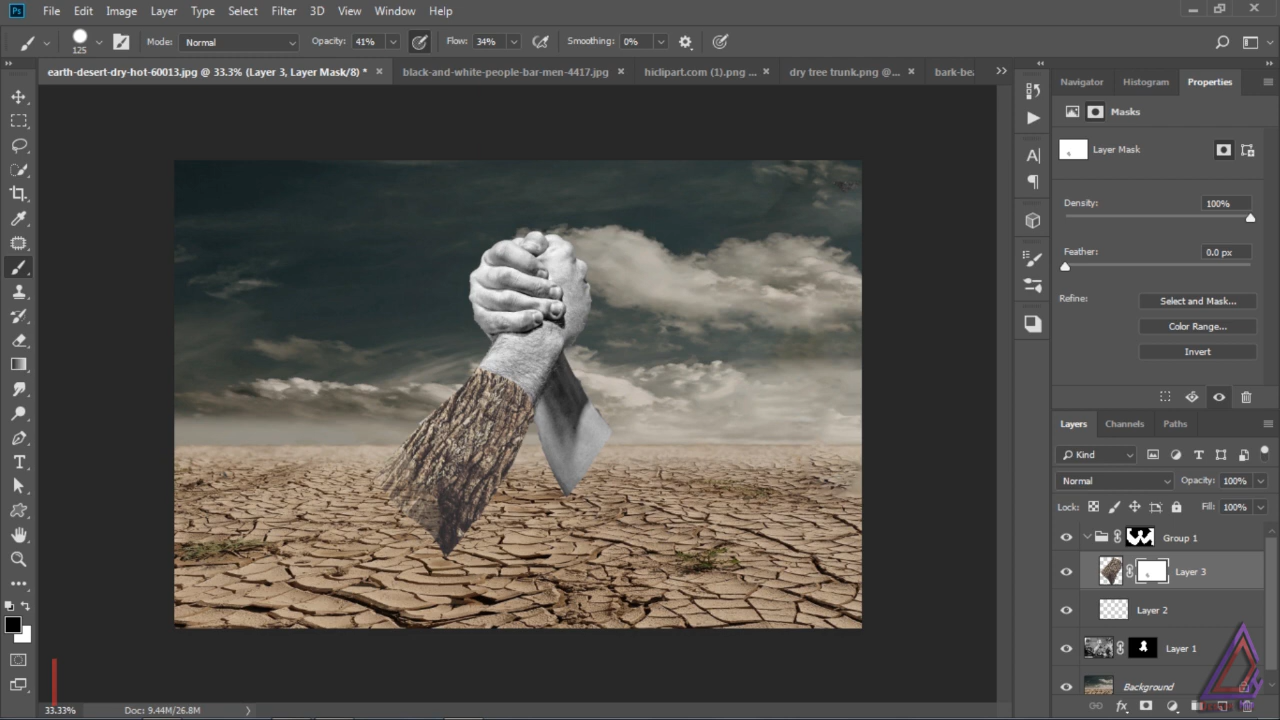 Ps File Edit Image Layer Type Select Filter 3D View Window Help
125 Mode: Normal Opacity: 41% Flow: 34% Smoothing: 0%
earth-desert-dry-hot-60013.jpg @ 33.3% (Layer 3, Layer Mask/8) * black-and-white-people-bar-men-4417.jpg hiclipart.com (1).png ... dry tree trunk.png @... bark-be
Navigator Histogram Properties
Masks
Layer Mask
Density: 100%
Feather: 0.0 px
Refine: Select and Mask...
Color Range...
Invert
Layers Channels Paths
Kind
Normal Opacity: 100%
Lock: Fill: 100%
Group 1
Layer 3
Layer 2
Layer 1
Background
33.33% Doc: 9.44M/26.8M